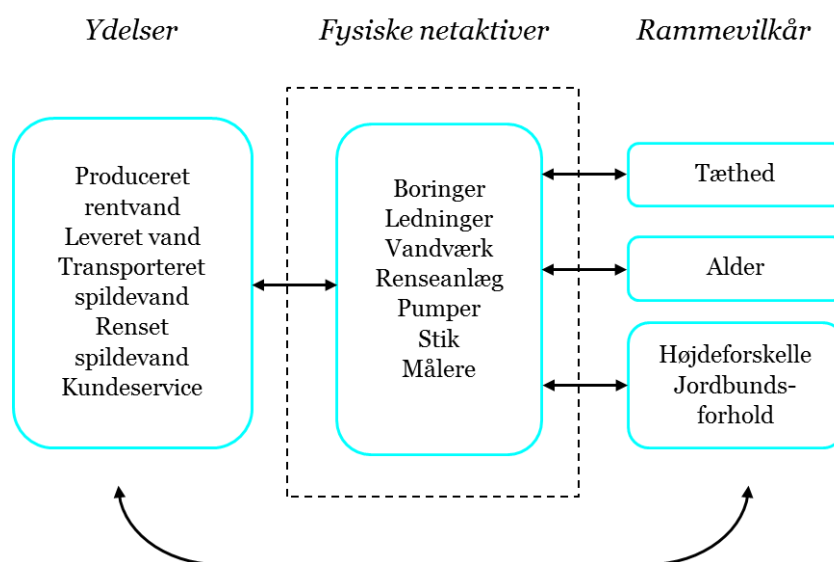 Ydelser
Fysiske netaktiver
Rammevilkår
Produceret
rentvand
Leveret vand
Transporteret
spildevand
Renset
spildevand
Kundeservice
Boringer
Ledninger
Vandværk
Renseanlæg
Pumper
Stik
Målere
Tæthed
Alder
Højdeforskelle
Jordbunds-
forhold